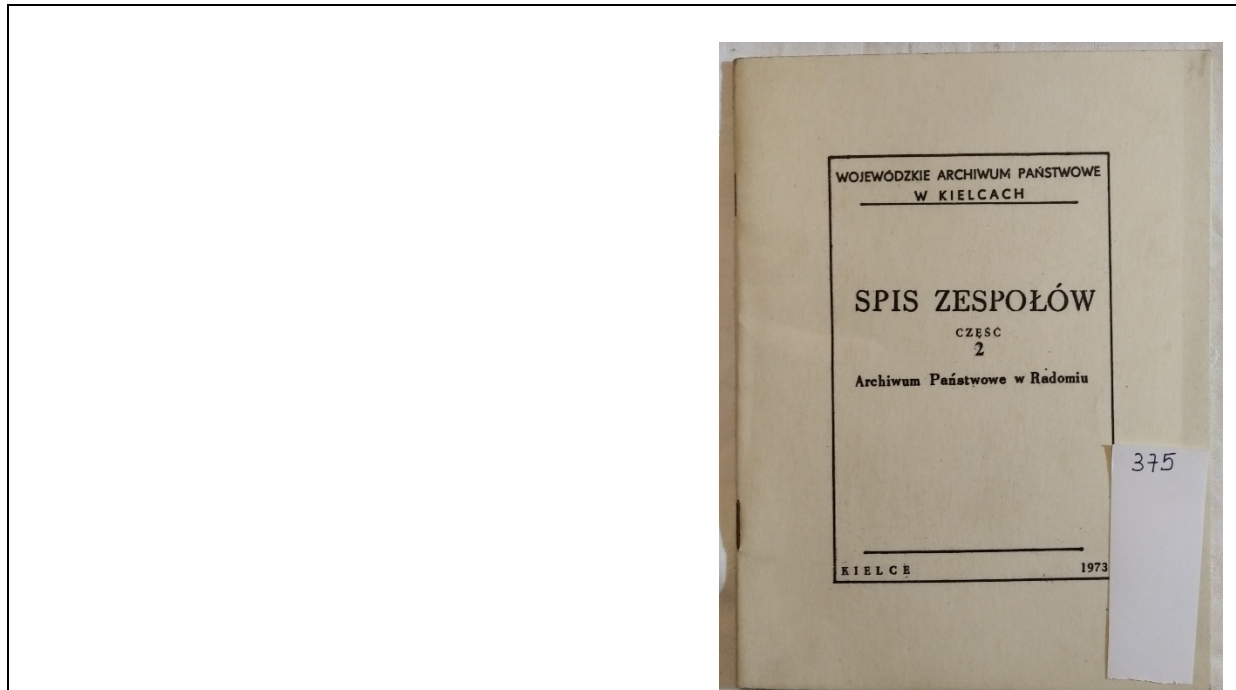 WOJEWÓDZKIE ARCHIWUM PAŃSTWOWE
W KIELCACH
SPIS ZESPOŁÓW
CZĘŚĆ
2
Archiwum Państwowe w Radomiu
375
KIELCE 1973